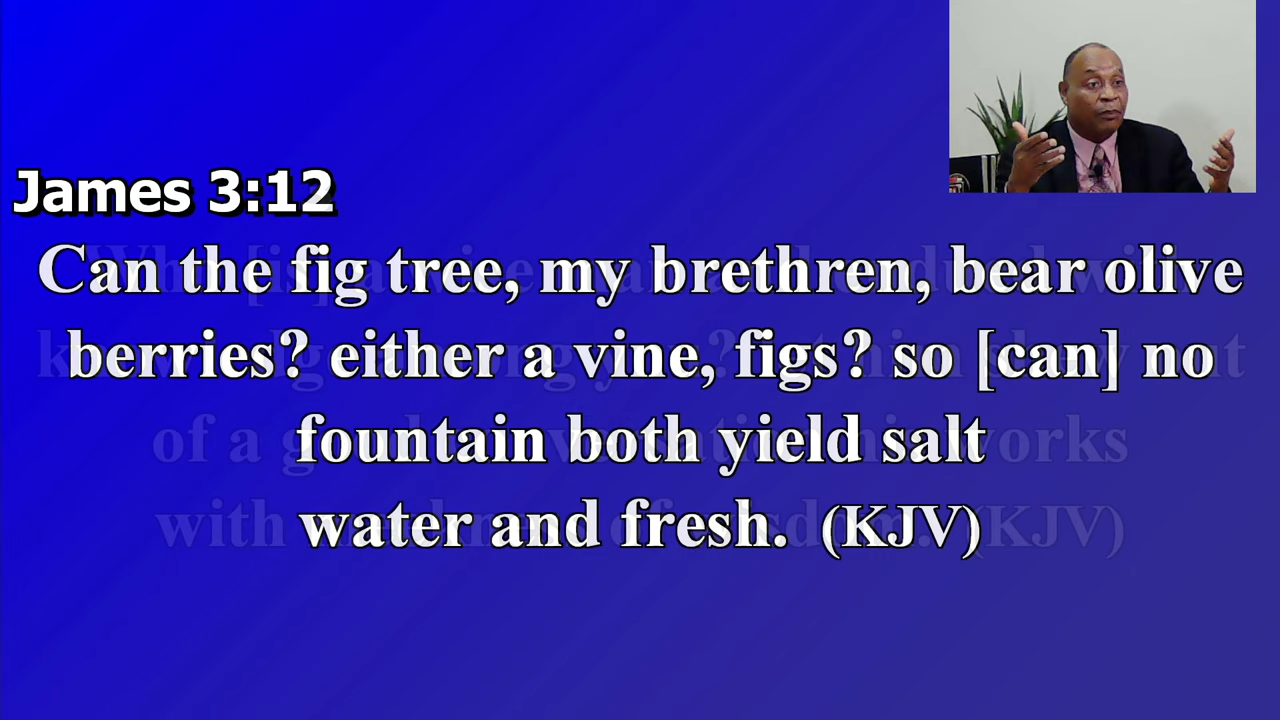 James 3:12
Can the fig tree, my brethren, bear olive
berries? either a vine, figs? so [can] no
fountain both yield salt
water and fresh. (KJV)